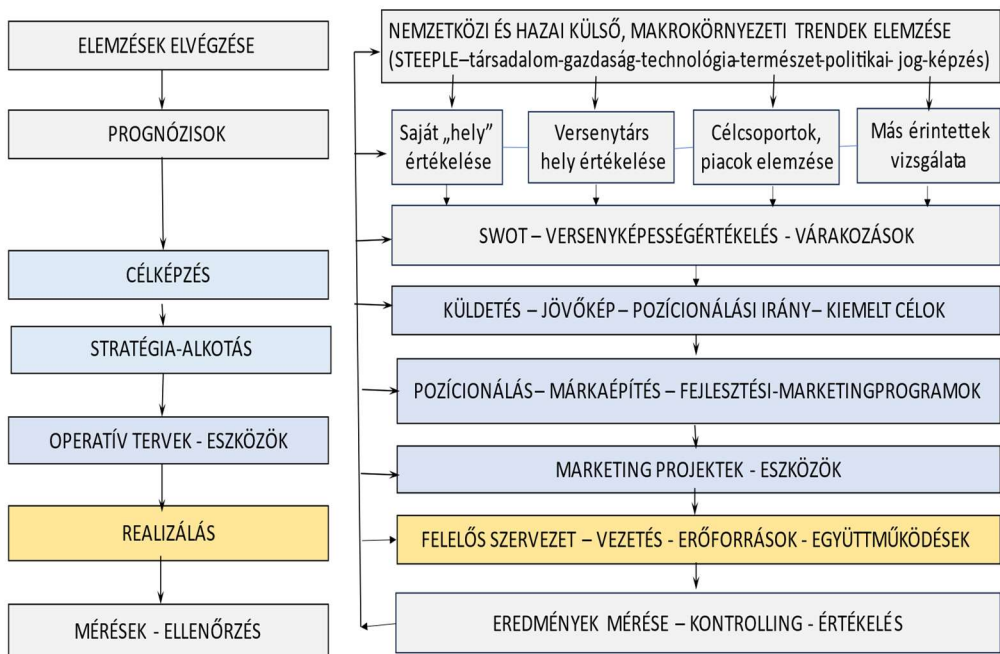 ELEMZÉSEK ELVÉGZÉSE
PROGNÓZISOK
CÉLKÉPZÉS
STRATÉGIA-ALKOTÁS
OPERATÍV TERVEK - ESZKÖZÖK
REALIZÁLÁS
MÉRÉSEK - ELLENŐRZÉS
NEMZETKÖZI ÉS HAZAI KÜLSŐ, MAKROKÖRNYEZETI TRENDEK ELEMZÉSE
(STEEPLE–társadalom-gazdaság-technológia-természet-politikai- jog-képzés)
Saját „hely”
értékelése
Versenytárs
hely értékelése
Célcsoportok,
piacok elemzése
Más érintettek
vizsgálata
SWOT – VERSENYKÉPESSÉGÉRTÉKELÉS - VÁRAKOZÁSOK
KÜLDETÉS – JÖVŐKÉP – POZÍCIONÁLÁSI IRÁNY – KIEMELT CÉLOK
POZÍCIONÁLÁS – MÁRKAÉPÍTÉS – FEJLESZTÉSI-MARKETINGPROGRAMOK
MARKETING PROJEKTEK - ESZKÖZÖK
FELELŐS SZERVEZET – VEZETÉS - ERŐFORRÁSOK - EGYÜTTMŰKÖDÉSEK
EREDMÉNYEK MÉRÉSE – KONTROLLING - ÉRTÉKELÉS